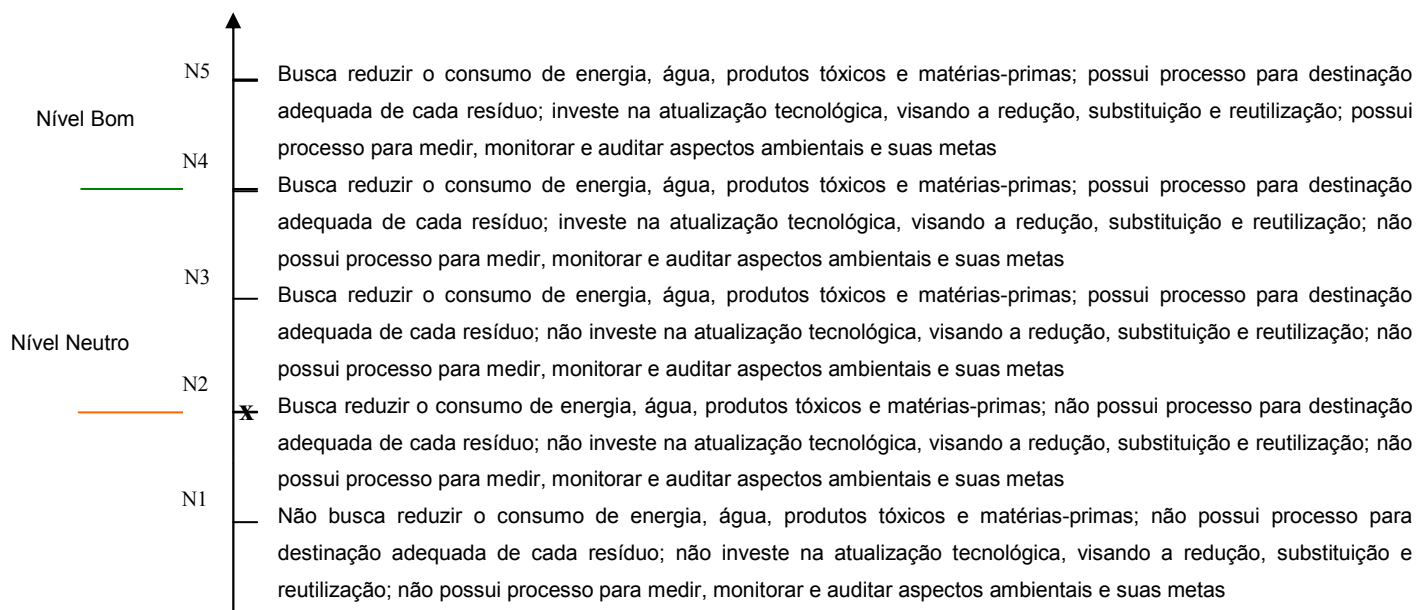 N5
Busca reduzir o consumo de energia, água, produtos tóxicos e matérias-primas; possui processo para destinação
adequada de cada resíduo; investe na atualização tecnológica, visando a redução, substituição e reutilização; possui
Nível Bom
processo para medir, monitorar e auditar aspectos ambientais e suas metas
N4
Busca reduzir o consumo de energia, água, produtos tóxicos e matérias-primas; possui processo para destinação
adequada de cada resíduo; investe na atualização tecnológica, visando a redução, substituição e reutilização; não
possui processo para medir, monitorar e auditar aspectos ambientais e suas metas
N3
Busca reduzir o consumo de energia, água, produtos tóxicos e matérias-primas; possui processo para destinação
adequada de cada resíduo; não investe na atualização tecnológica, visando a redução, substituição e reutilização; não
Nível Neutro
possui processo para medir, monitorar e auditar aspectos ambientais e suas metas
N2
x
Busca reduzir o consumo de energia, água, produtos tóxicos e matérias-primas; não possui processo para destinação
adequada de cada resíduo; não investe na atualização tecnológica, visando a redução, substituição e reutilização; não
possui processo para medir, monitorar e auditar aspectos ambientais e suas metas
N1
Não busca reduzir o consumo de energia, água, produtos tóxicos e matérias-primas; não possui processo para
destinação adequada de cada resíduo; não investe na atualização tecnológica, visando a redução, substituição e
reutilização; não possui processo para medir, monitorar e auditar aspectos ambientais e suas metas